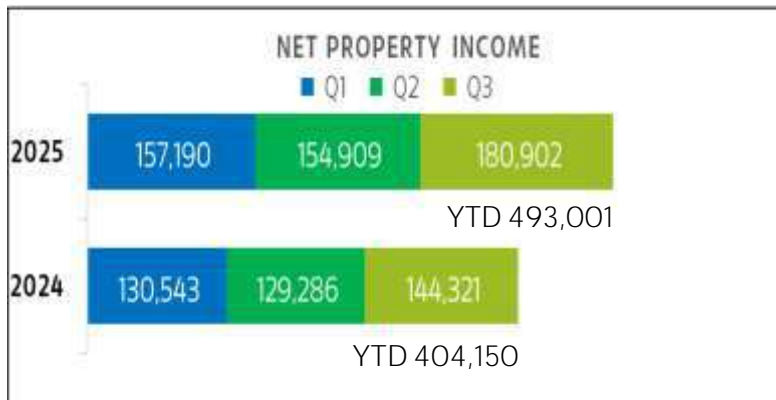 NET PROPERTY INCOME
Q1 Q2 Q3
2025 157,190 154,909 180,902
YTD 493,001
2024 130,543 129,286 144,321
YTD 404,150